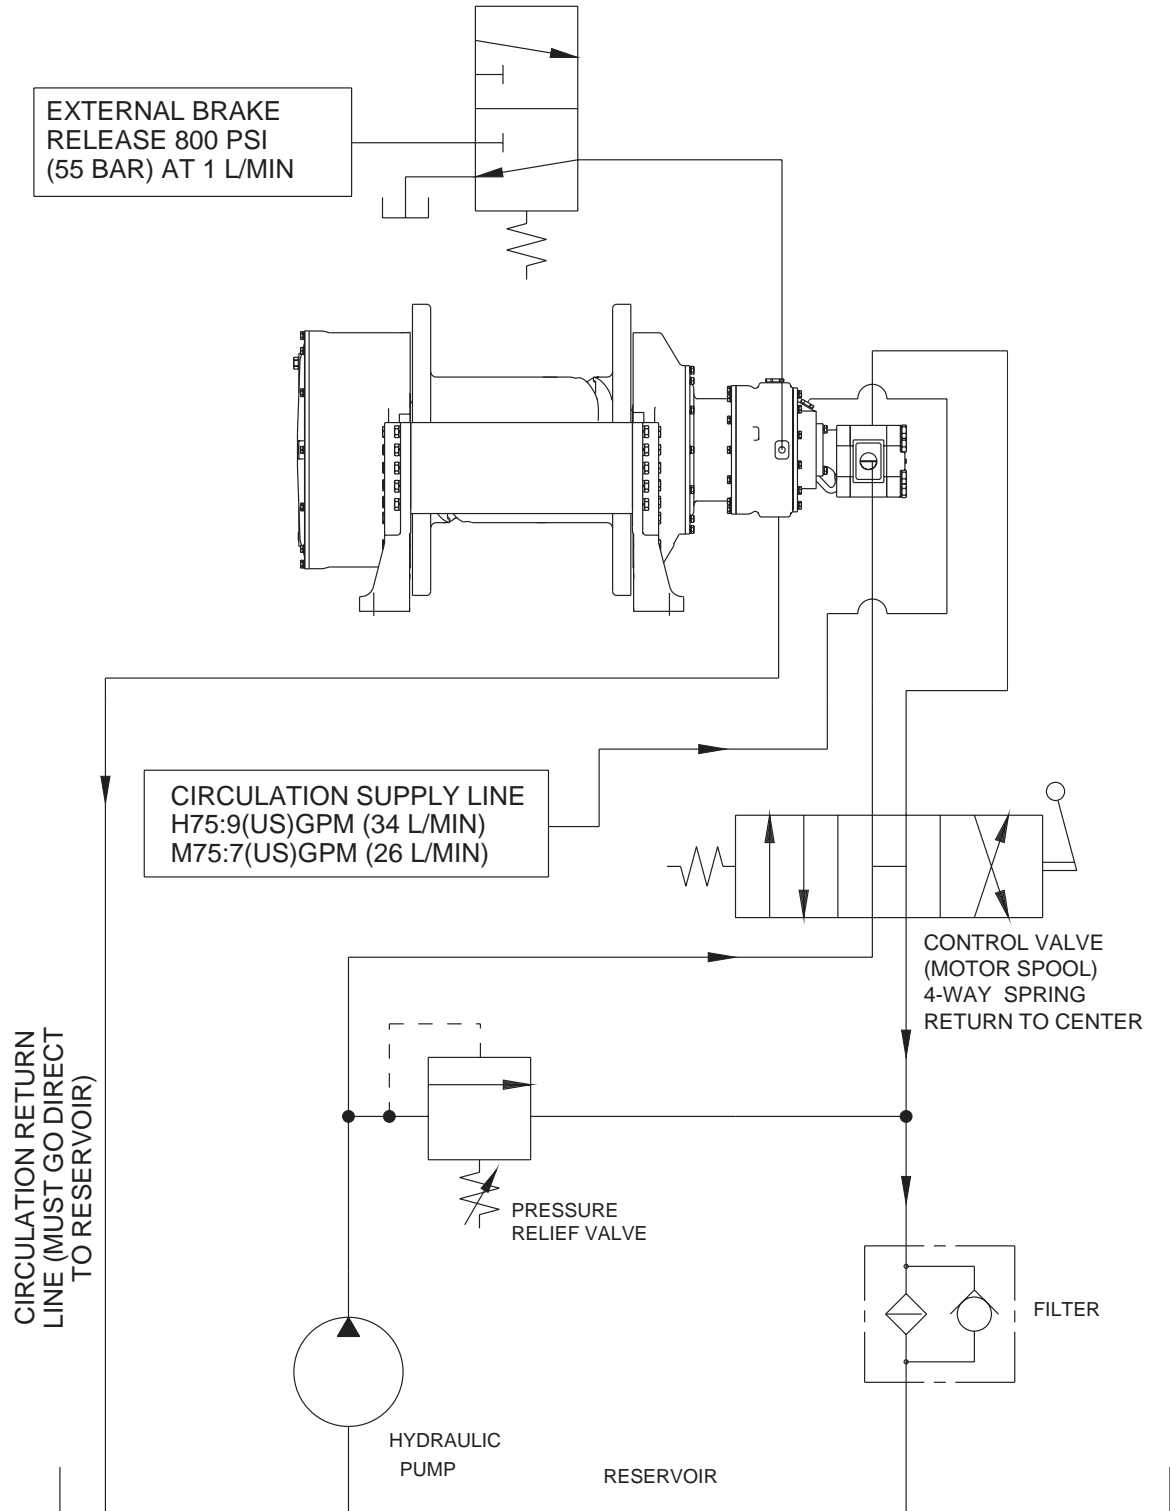 EXTERNAL BRAKE
RELEASE 800 PSI
(55 BAR) AT 1 L/MIN
CIRCULATION SUPPLY LINE
H75:9(US)GPM (34 L/MIN)
M75:7(US)GPM (26 L/MIN)
CONTROL VALVE
(MOTOR SPOOL)
4-WAY SPRING
RETURN TO CENTER
CIRCULATION RETURN
LINE (MUST GO DIRECT
TO RESERVOIR)
PRESSURE
RELIEF VALVE
FILTER
HYDRAULIC
PUMP
RESERVOIR